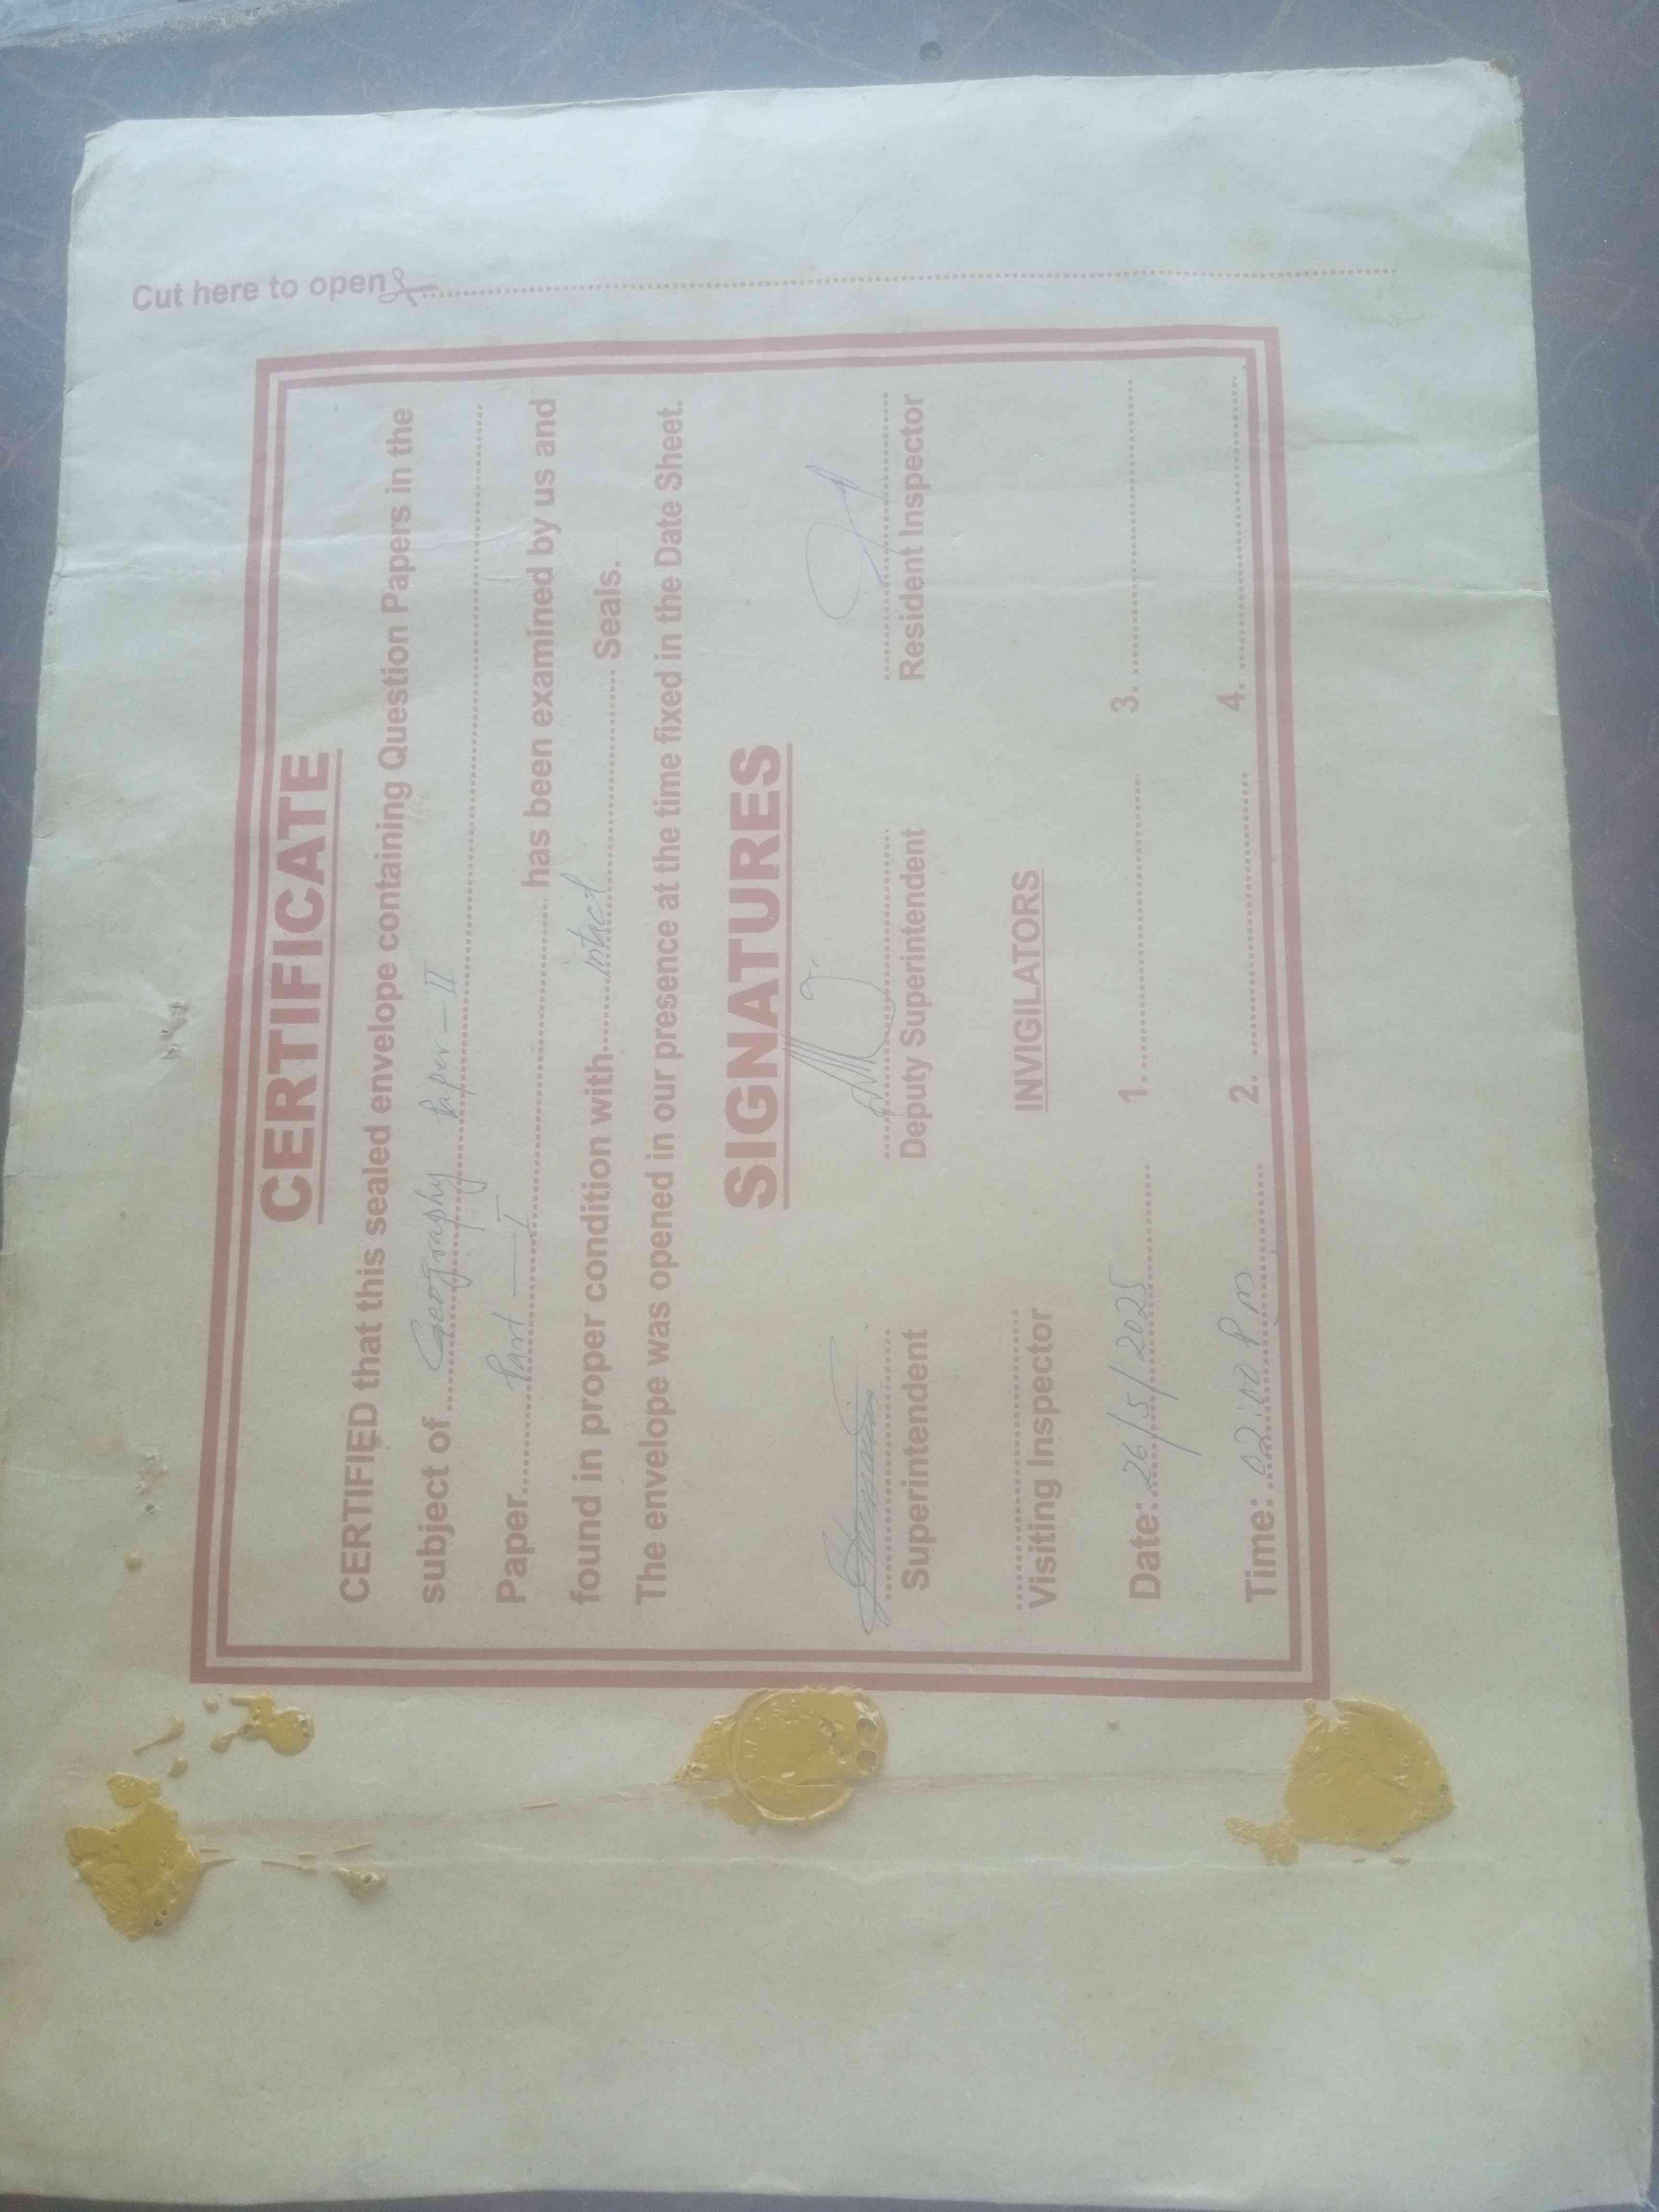 Cut here to open
CERTIFICATE
CERTIFIED that this sealed envelope containing Question Papers in the
subject of Geography Paper-II
Paper Part — I has been examined by us and
found in proper condition with intact Seals.
The envelope was opened in our presence at the time fixed in the Date Sheet.
SIGNATURES
Superintendent Deputy Superintendent Resident Inspector
Visiting Inspector INVIGILATORS
Date: 26/5/2025 1. 3.
Time: 02:00 Pm 2. 4.